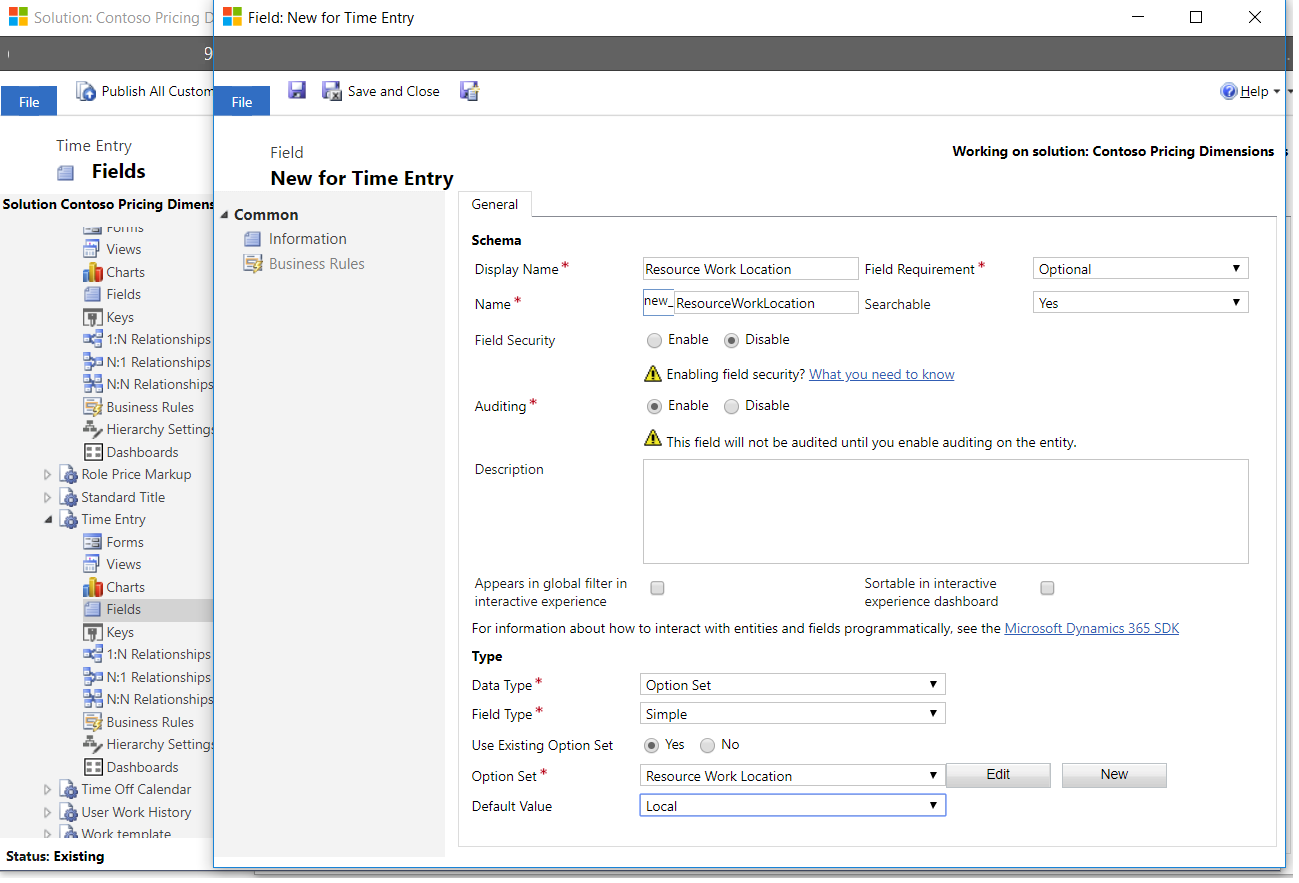 Solution: Contoso Pricing D
Field: New for Time Entry
9
File
Publish All Custom
File
Save and Close
Help
Time Entry
Fields
Field
New for Time Entry
Working on solution: Contoso Pricing Dimensions
Solution Contoso Pricing Dimens
Forms
Views
Charts
Fields
Keys
1:N Relationships
N:1 Relationships
N:N Relationships
Business Rules
Hierarchy Settings
Dashboards
Role Price Markup
Standard Title
Time Entry
Forms
Views
Charts
Fields
Keys
1:N Relationships
N:1 Relationships
N:N Relationships
Business Rules
Hierarchy Settings
Dashboards
Time Off Calendar
User Work History
Work template
Status: Existing
Common
Information
Business Rules
General
Schema
Display Name* Resource Work Location Field Requirement* Optional
Name* new_ ResourceWorkLocation Searchable Yes
Field Security Enable Disable
Enabling field security? What you need to know
Auditing* Enable Disable
This field will not be audited until you enable auditing on the entity.
Description
Appears in global filter in
interactive experience
Sortable in interactive
experience dashboard
For information about how to interact with entities and fields programmatically, see the Microsoft Dynamics 365 SDK
Type
Data Type* Option Set
Field Type* Simple
Use Existing Option Set Yes No
Option Set* Resource Work Location Edit New
Default Value Local